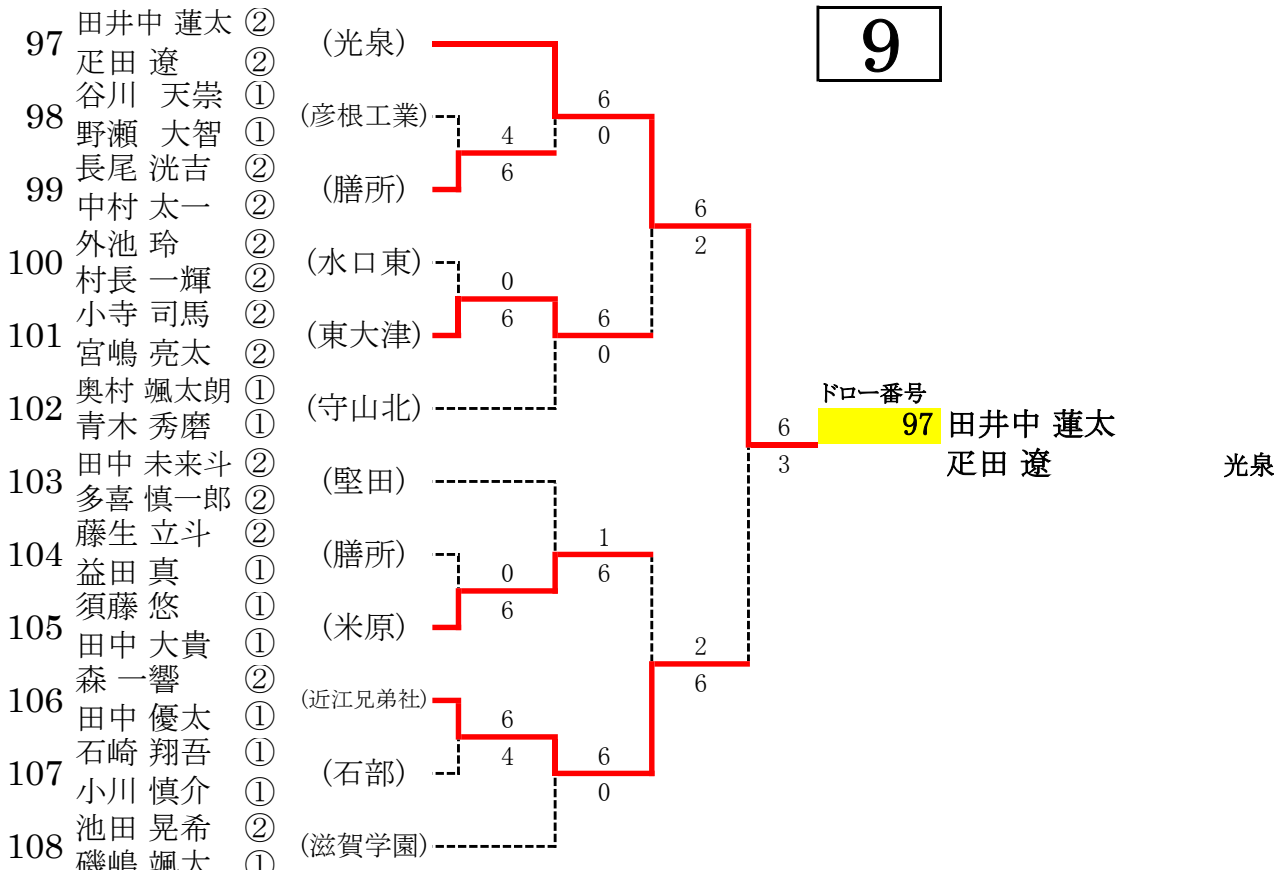 9
田井中 蓮太 ②
97 (光泉)
疋田 遼 ②
谷川 天崇 ①
98 (彦根工業)
野瀬 大智 ①
6
0
4
6
長尾 洸吉 ②
99 (膳所)
中村 太一 ②
6
2
外池 玲 ②
100 (水口東)
村長 一輝 ②
0
6
小寺 司馬 ②
101 (東大津)
宮嶋 亮太 ②
6
0
奥村 颯太朗 ①
102 (守山北)
青木 秀磨 ①
ドロー番号
97 田井中 蓮太
疋田 遼 光泉
6
3
田中 未来斗 ②
103 (堅田)
多喜 慎一郎 ②
藤生 立斗 ②
104 (膳所)
益田 真 ①
1
6
0
6
須藤 悠 ①
105 (米原)
田中 大貴 ①
2
6
森 一響 ②
106 (近江兄弟社)
田中 優太 ①
6
4
石崎 翔吾 ①
107 (石部)
小川 慎介 ①
6
0
池田 晃希 ②
108 (滋賀学園)
磯嶋 颯太 ①